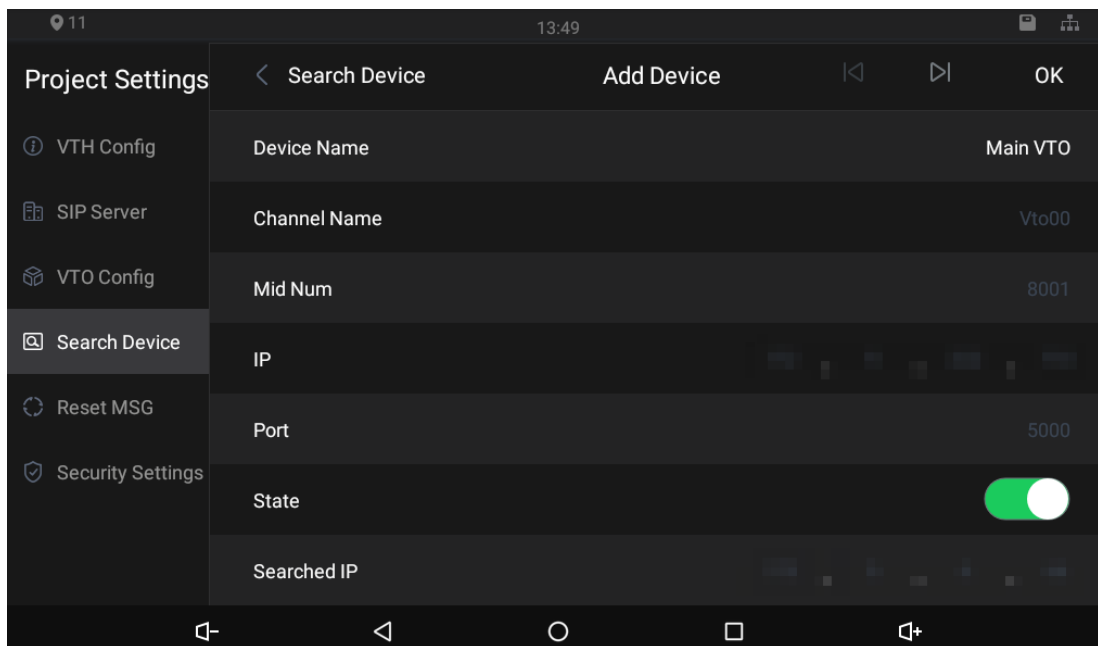 11
13:49
Project Settings
Search Device
Add Device
OK
VTH Config
SIP Server
VTO Config
Search Device
Reset MSG
Security Settings
Device Name
Main VTO
Channel Name
Vto00
Mid Num
8001
IP
Port
5000
State
Searched IP